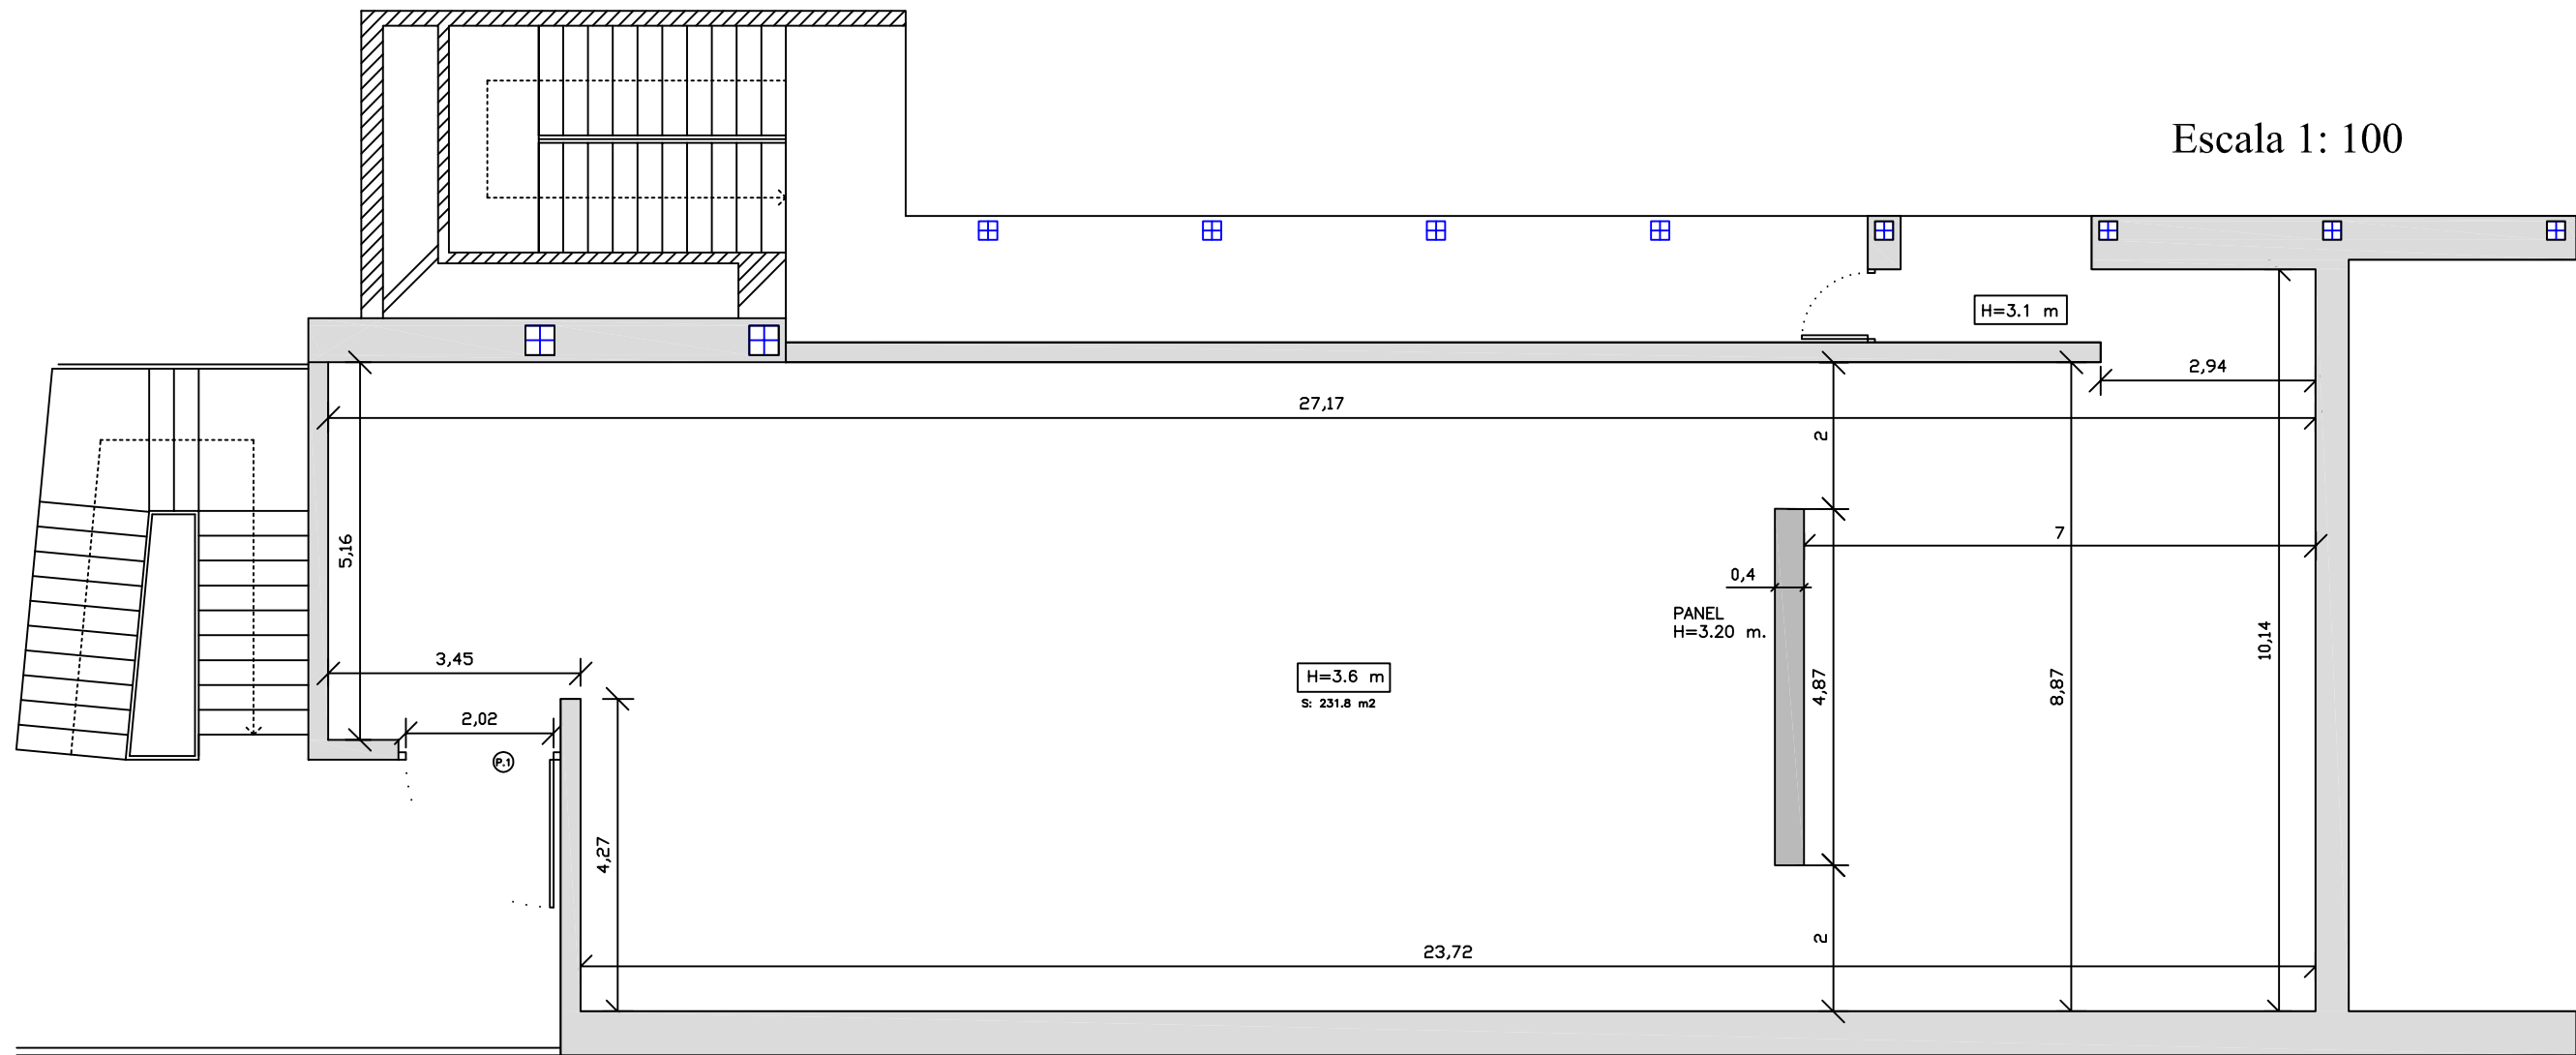 Escala 1: 100
H=3.1 m
2,94
27,17
2
7
5,16
0,4
PANEL
H=3.20 m.
10,14
3,45
H=3.6 m
S: 231.8 m2
4,87
8,87
2,02
P.1
4,27
2
23,72